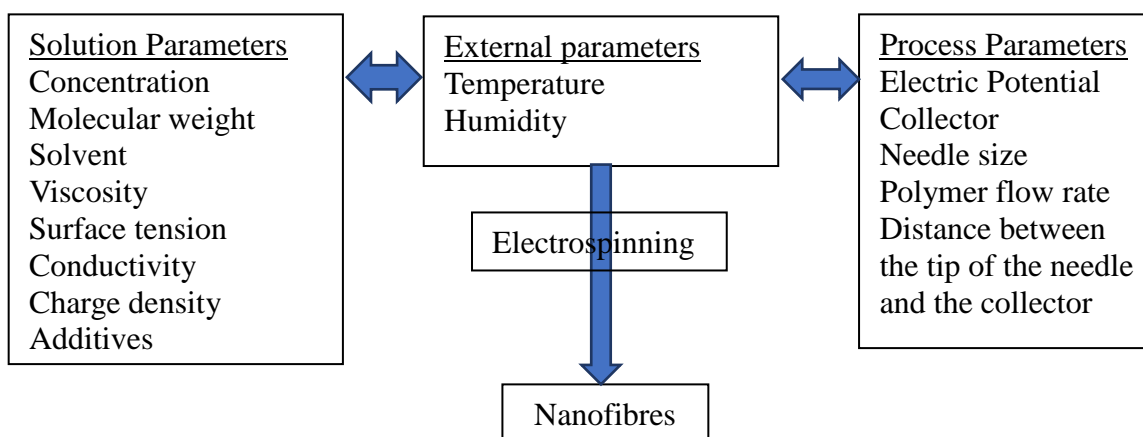 Solution Parameters
Concentration
Molecular weight
Solvent
Viscosity
Surface tension
Conductivity
Charge density
Additives
External parameters
Temperature
Humidity
Process Parameters
Electric Potential
Collector
Needle size
Polymer flow rate
Distance between
the tip of the needle
and the collector
Electrospinning
Nanofibres